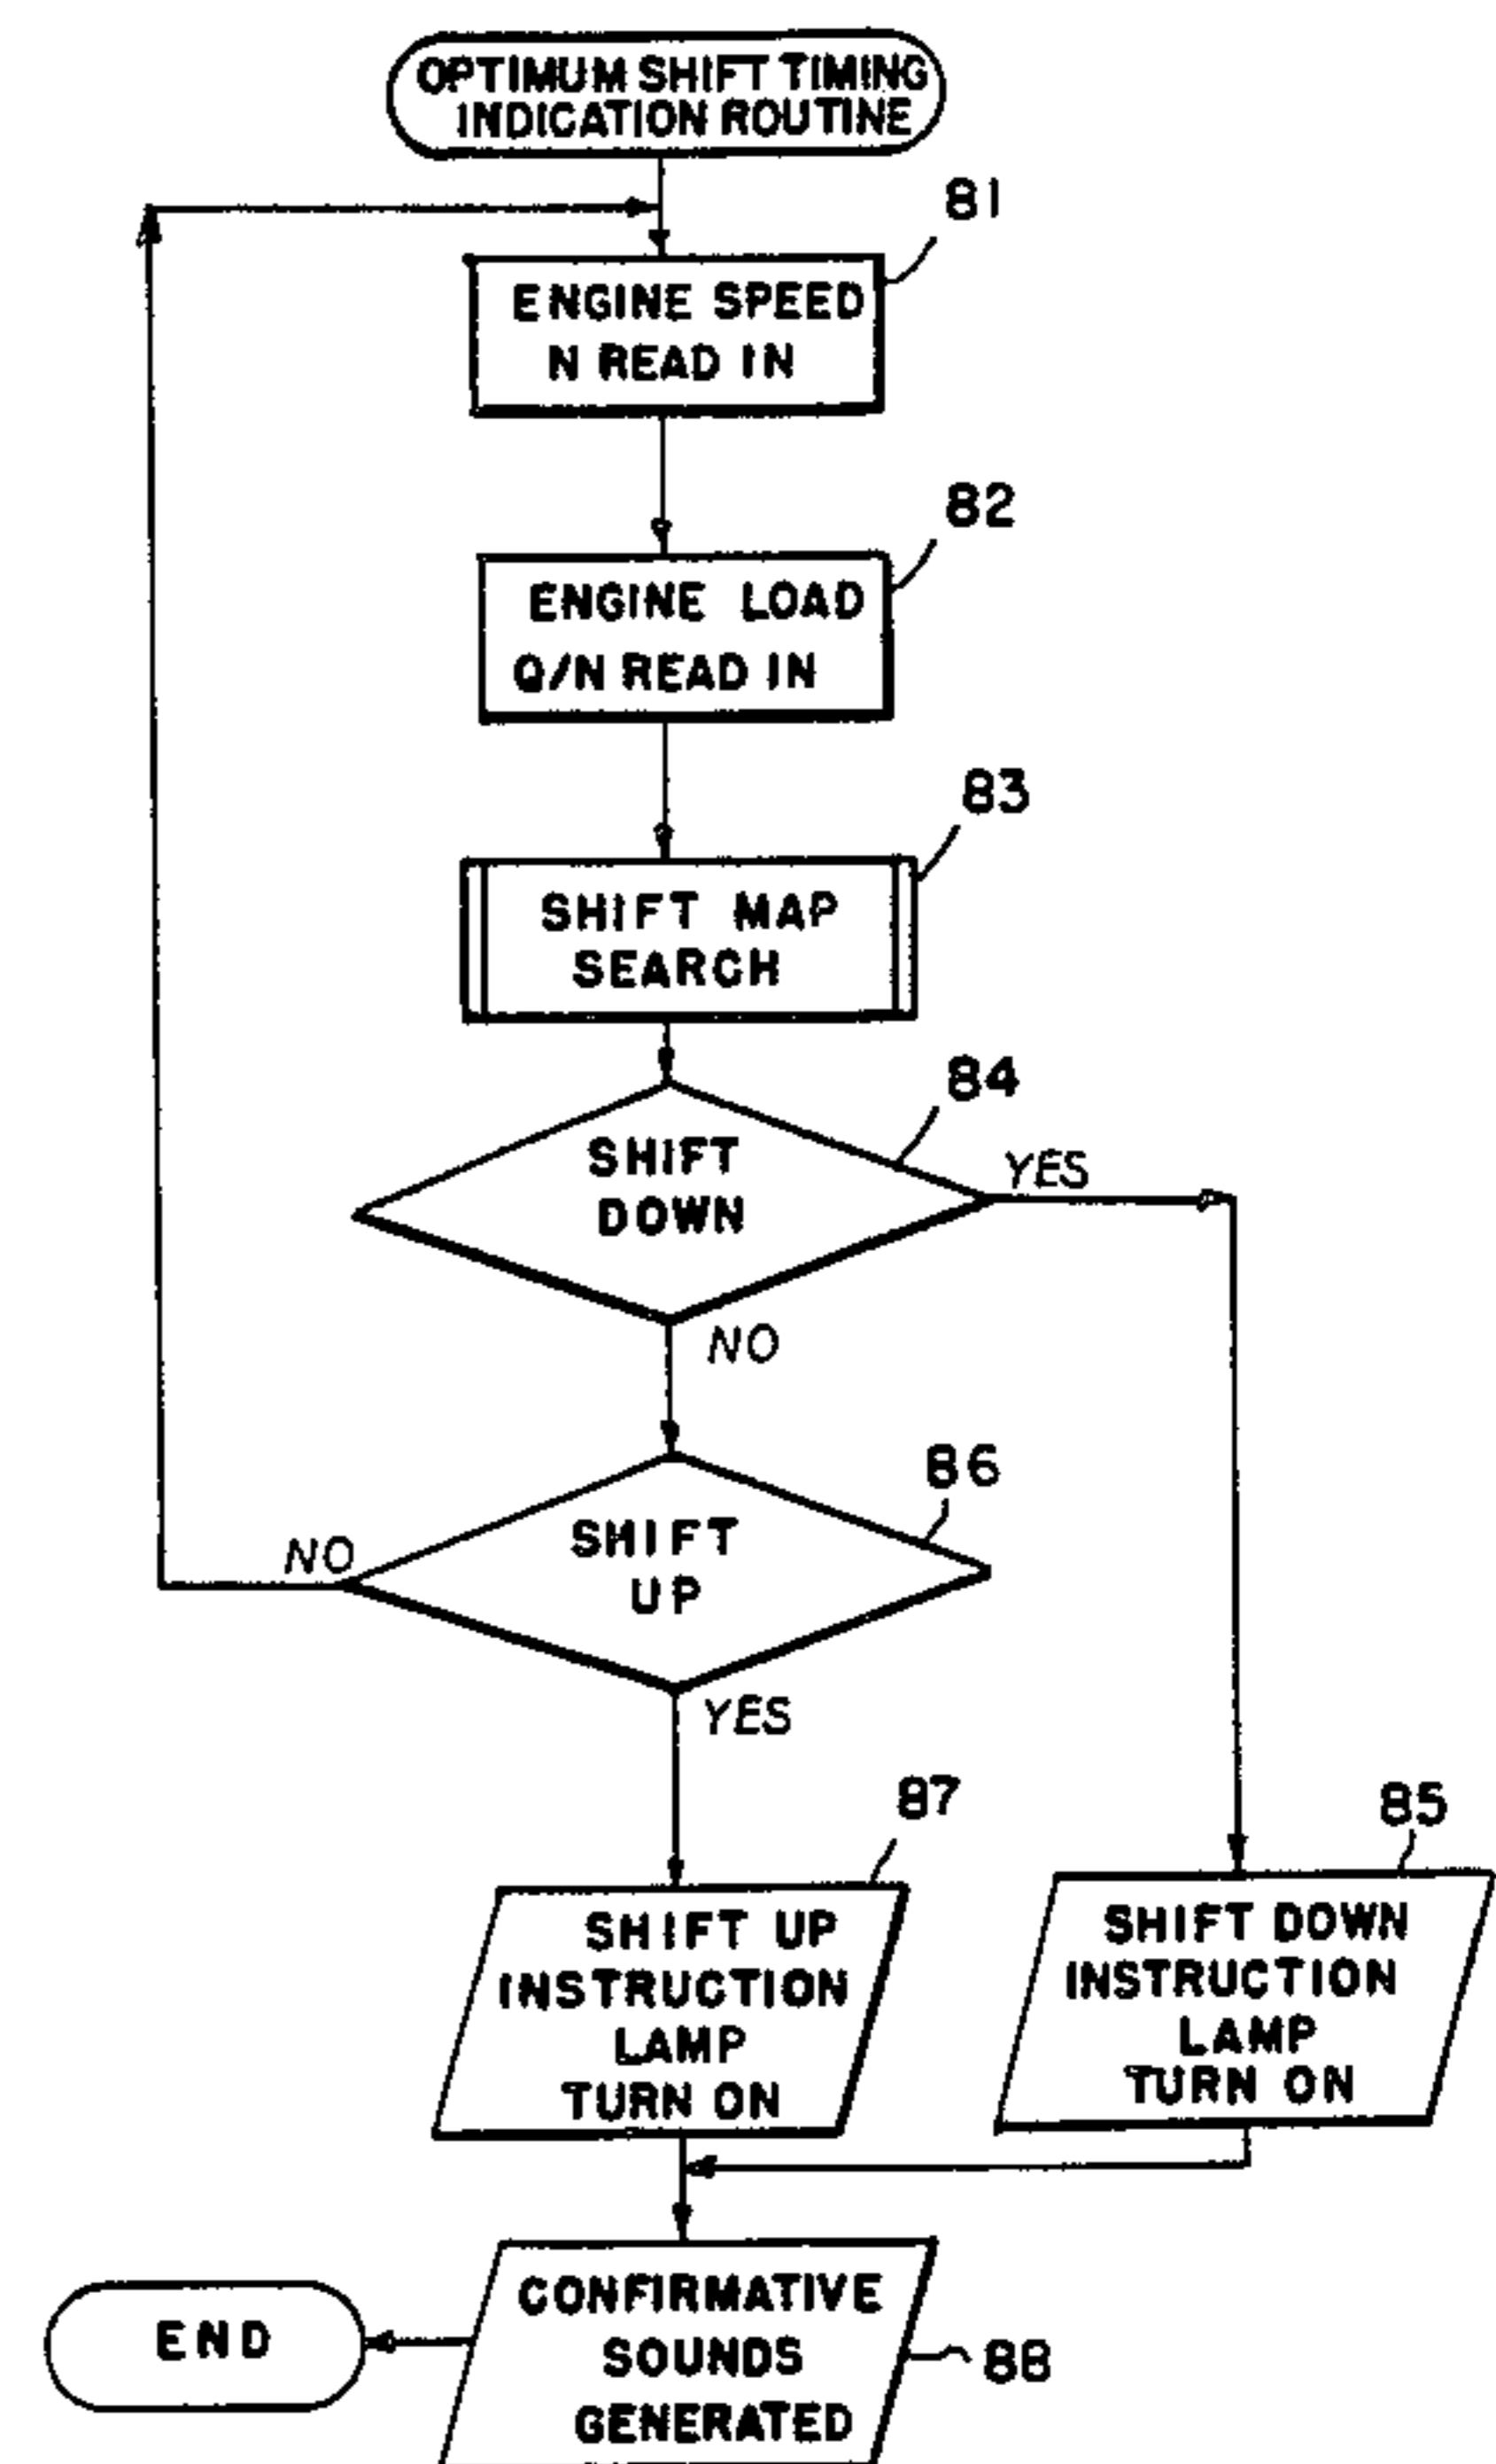 OPTIMUM SHIFT TIMING
INDICATION ROUTINE
81
ENGINE SPEED
N READ IN
82
ENGINE LOAD
Q/N READ IN
83
SHIFT MAP
SEARCH
84
SHIFT
DOWN
YES
NO
86
SHIFT
UP
NO
YES
87
SHIFT UP
INSTRUCTION
LAMP
TURN ON
85
SHIFT DOWN
INSTRUCTION
LAMP
TURN ON
CONFIRMATIVE
SOUNDS
GENERATED
88
END